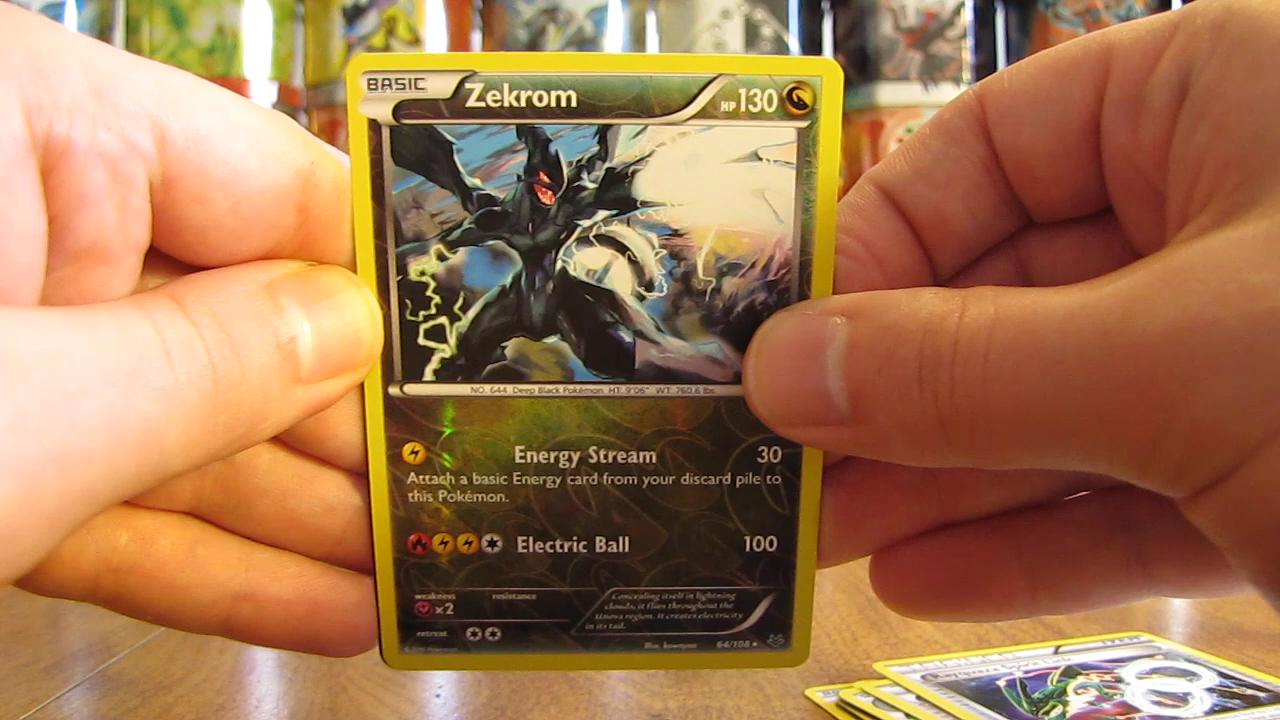 BASIC
Zekrom
HP 130
NO. 644 Deep Black Pokémon. HT: 9'06" WT: 760.6 lbs.
Energy Stream 30
Attach a basic Energy card from your discard pile to
this Pokémon.
Electric Ball 100
weakness resistance
x2
Concealing itself in lightning
clouds, it flies throughout the
Unova region. It creates electricity
in its tail.
retreat
Illus. 64/108